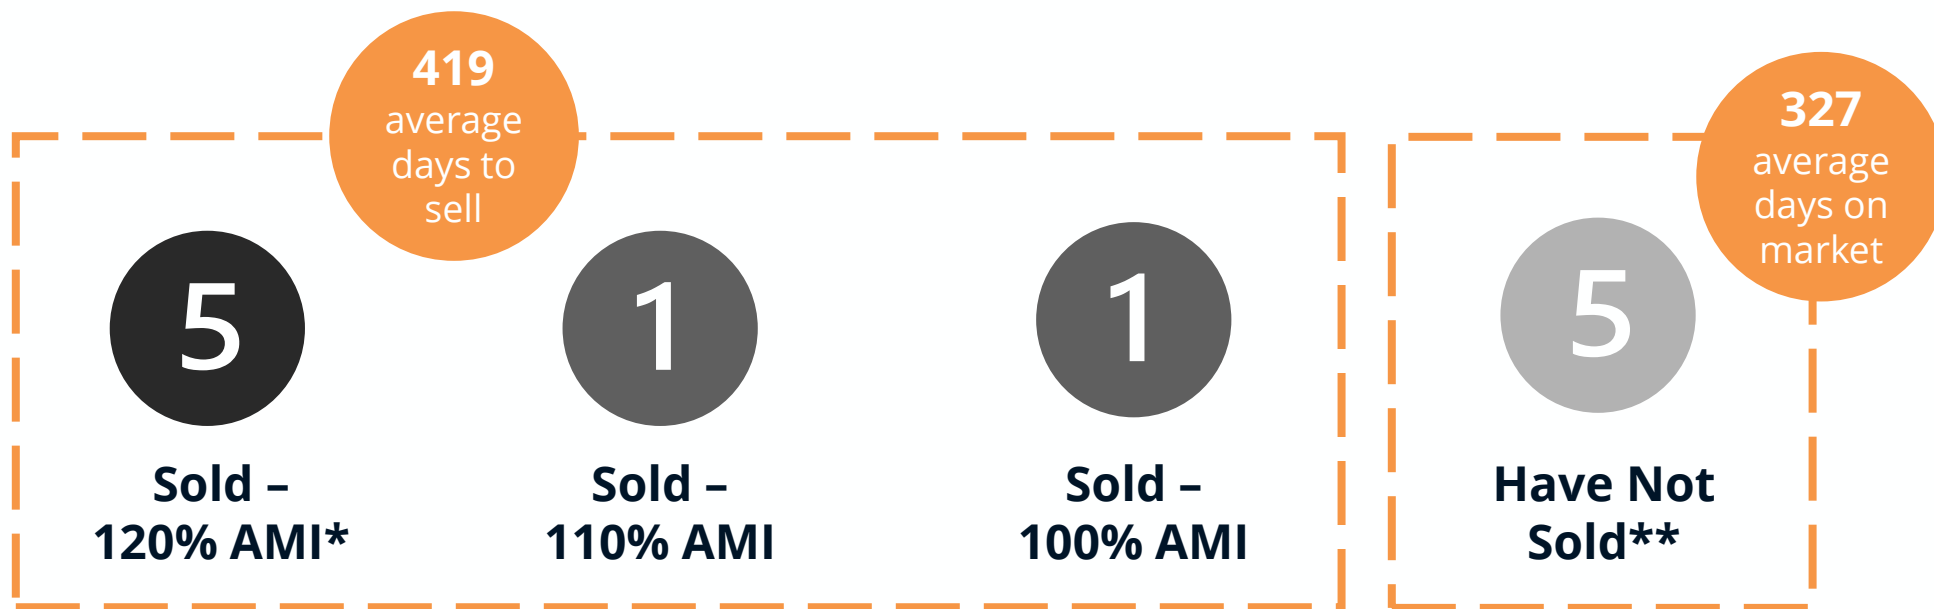 419
average
days to
sell
327
average
days on
market
5
Sold –
120% AMI*
1
Sold –
110% AMI
1
Sold –
100% AMI
5
Have Not
Sold**